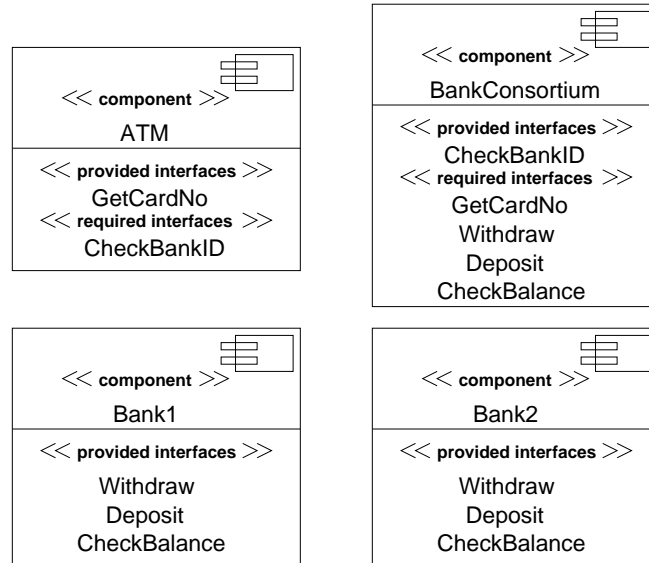 << component >>
ATM
<< provided interfaces >>
GetCardNo
<< required interfaces >>
CheckBankID
<< component >>
BankConsortium
<< provided interfaces >>
CheckBankID
<< required interfaces >>
GetCardNo
Withdraw
Deposit
CheckBalance
<< component >>
Bank1
<< provided interfaces >>
Withdraw
Deposit
CheckBalance
<< component >>
Bank2
<< provided interfaces >>
Withdraw
Deposit
CheckBalance